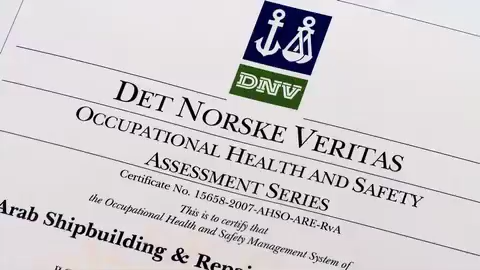 DNV
DET NORSKE VERITAS
OCCUPATIONAL HEALTH AND SAFETY
ASSESSMENT SERIES
Certificate No. 15658-2007-AHSO-ARE-RvA
This is to certify that
the Occupational Health and Safety Management System of
Arab Shipbuilding & Repair